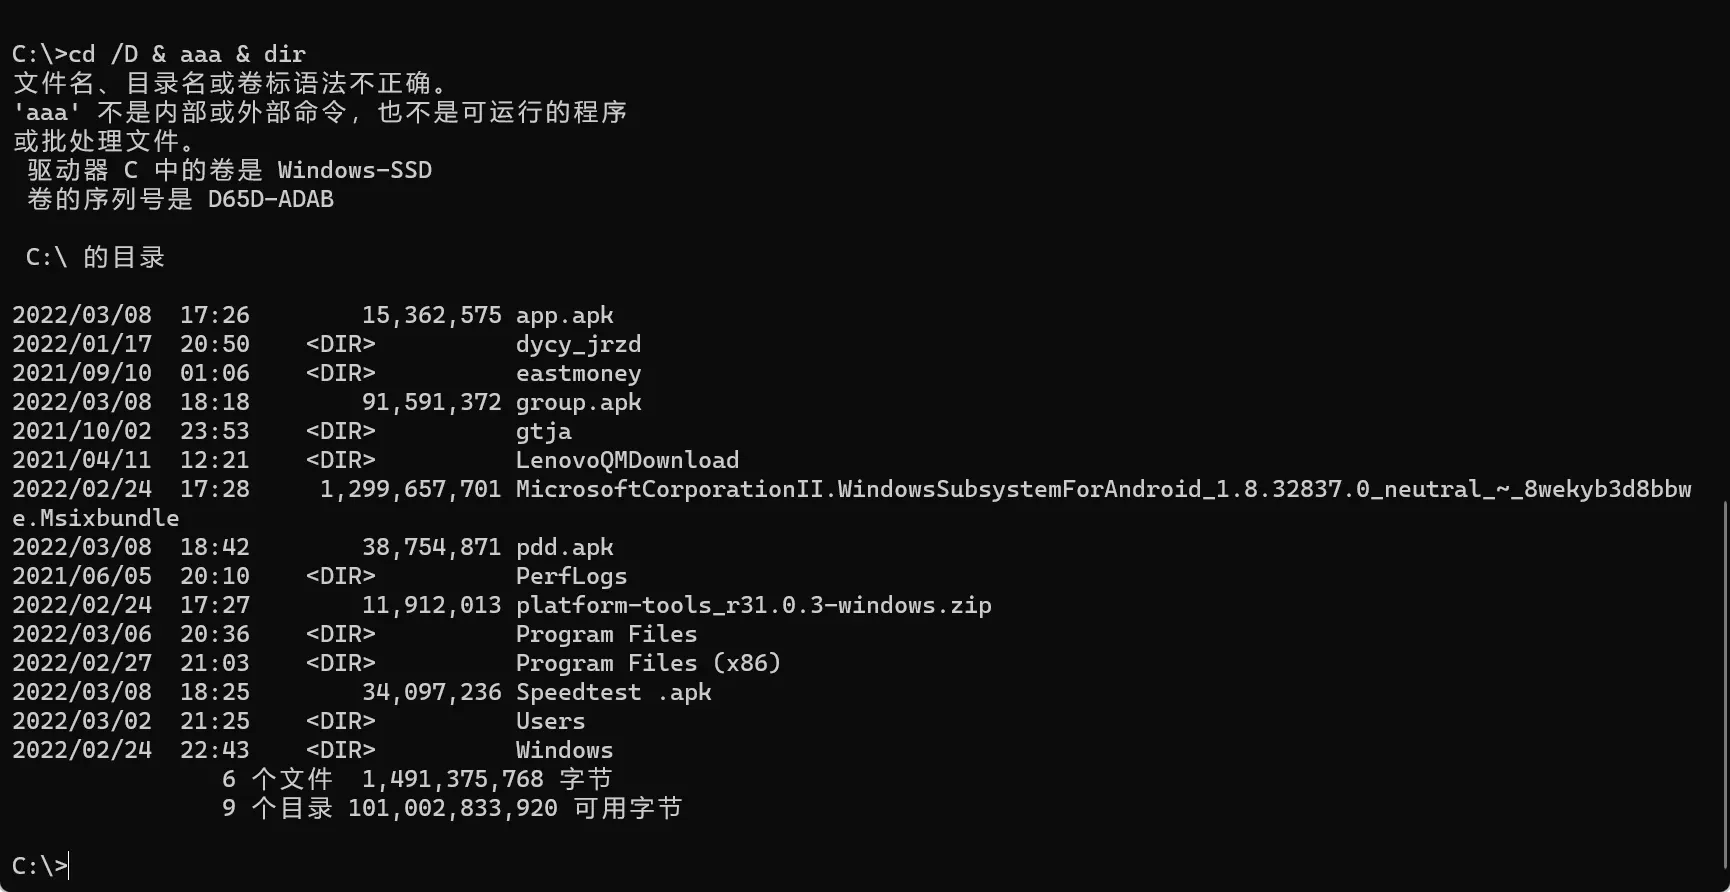 C:\>cd /D & aaa & dir
文件名、目录名或卷标语法不正确。
'aaa' 不是内部或外部命令，也不是可运行的程序
或批处理文件。
 驱动器 C 中的卷是 Windows-SSD
 卷的序列号是 D65D-ADAB
 C:\ 的目录
2022/03/08  17:26        15,362,575 app.apk
2022/01/17  20:50    <DIR>          dycy_jrzd
2021/09/10  01:06    <DIR>          eastmoney
2022/03/08  18:18        91,591,372 group.apk
2021/10/02  23:53    <DIR>          gtja
2021/04/11  12:21    <DIR>          LenovoQMDownload
2022/02/24  17:28     1,299,657,701 MicrosoftCorporationII.WindowsSubsystemForAndroid_1.8.32837.0_neutral_~_8wekyb3d8bbw
e.Msixbundle
2022/03/08  18:42        38,754,871 pdd.apk
2021/06/05  20:10    <DIR>          PerfLogs
2022/02/24  17:27        11,912,013 platform-tools_r31.0.3-windows.zip
2022/03/06  20:36    <DIR>          Program Files
2022/02/27  21:03    <DIR>          Program Files (x86)
2022/03/08  18:25        34,097,236 Speedtest .apk
2022/03/02  21:25    <DIR>          Users
2022/02/24  22:43    <DIR>          Windows
               6 个文件  1,491,375,768 字节
               9 个目录 101,002,833,920 可用字节
C:\>